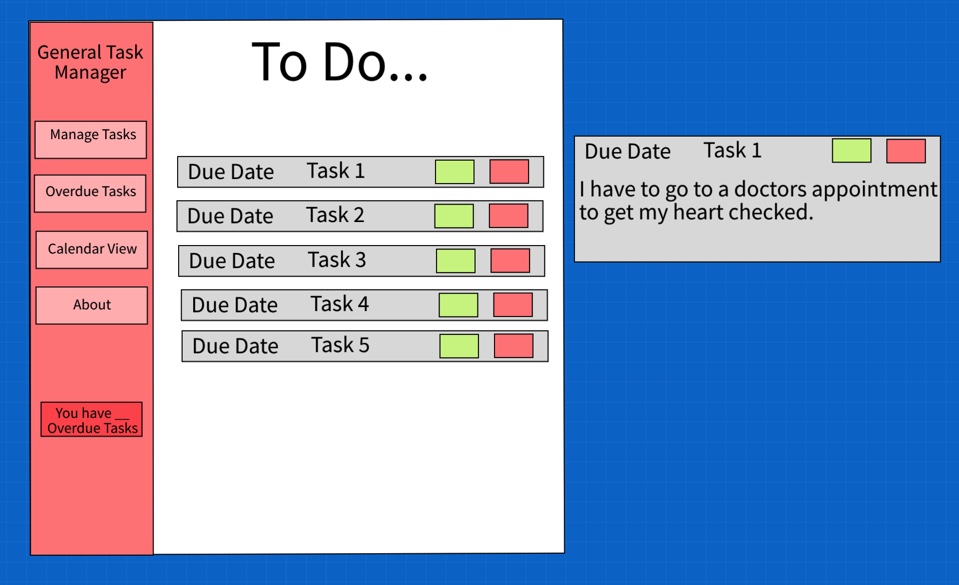 General Task
Manager
Manage Tasks
Overdue Tasks
Calendar View
About
You have __
Overdue Tasks
To Do...
Due Date Task 1
Due Date Task 2
Due Date Task 3
Due Date Task 4
Due Date Task 5
Due Date Task 1
I have to go to a doctors appointment
to get my heart checked.